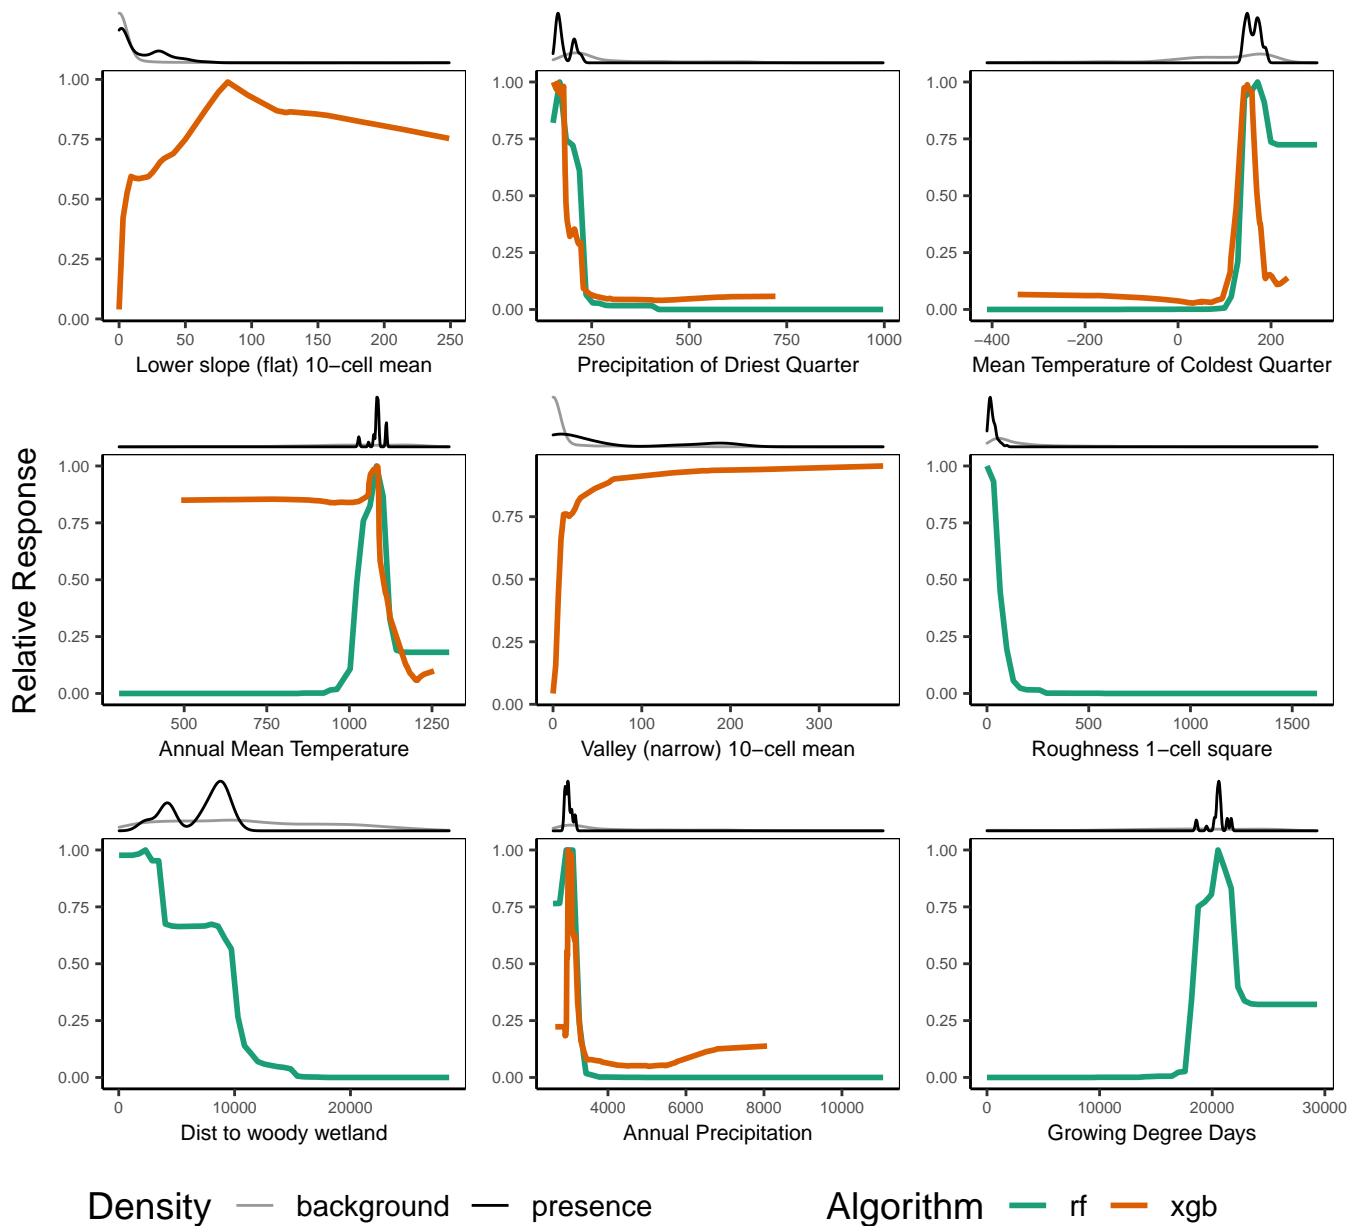 1.00
0.75
0.50
0.25
0.00
0 50 100 150 200 250
Lower slope (flat) 10−cell mean
1.00
0.75
0.50
0.25
0.00
250 500 750 1000
Precipitation of Driest Quarter
1.00
0.75
0.50
0.25
0.00
−400 −200 0 200
Mean Temperature of Coldest Quarter
Relative Response
1.00
0.75
0.50
0.25
0.00
500 750 1000 1250
Annual Mean Temperature
0.75
0.50
0.25
0.00
0 100 200 300
Valley (narrow) 10−cell mean
1.00
0.75
0.50
0.25
0.00
0 500 1000 1500
Roughness 1−cell square
1.00
0.75
0.50
0.25
0.00
0 10000 20000
Dist to woody wetland
1.00
0.75
0.50
0.25
0.00
4000 6000 8000 10000
Annual Precipitation
1.00
0.75
0.50
0.25
0.00
0 10000 20000 30000
Growing Degree Days
Density background presence Algorithm rf xgb